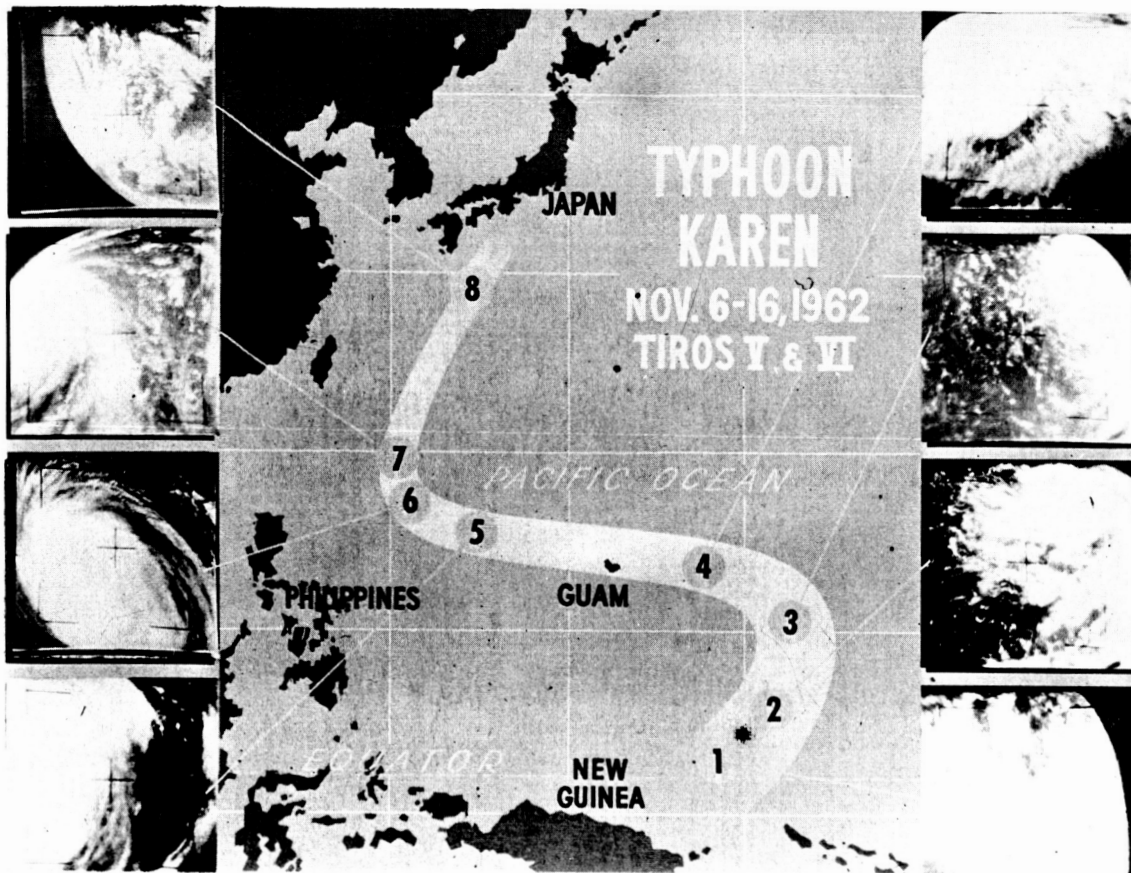 TYPHOON
KAREN
NOV. 6-16, 1962
TIROS V & VI
JAPAN
8
7
PACIFIC OCEAN
6
5
4
PHILIPPINES
GUAM
3
2
1
EQUATOR
NEW
GUINEA